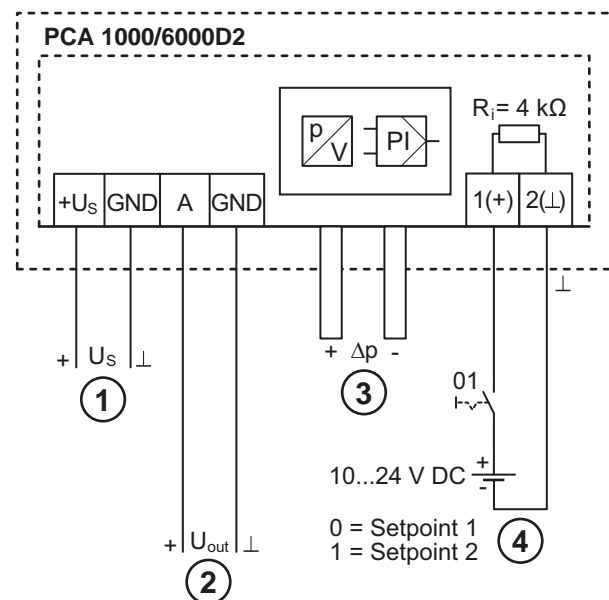 PCA 1000/6000D2
Rᵢ= 4 kΩ
p
V
PI
+Uₛ GND A GND
1(+) 2(⊥)
⊥
+ Uₛ ⊥
+ Δp -
1
3
01
+
10...24 V DC
-
0 = Setpoint 1
1 = Setpoint 2
4
+ Uout ⊥
2